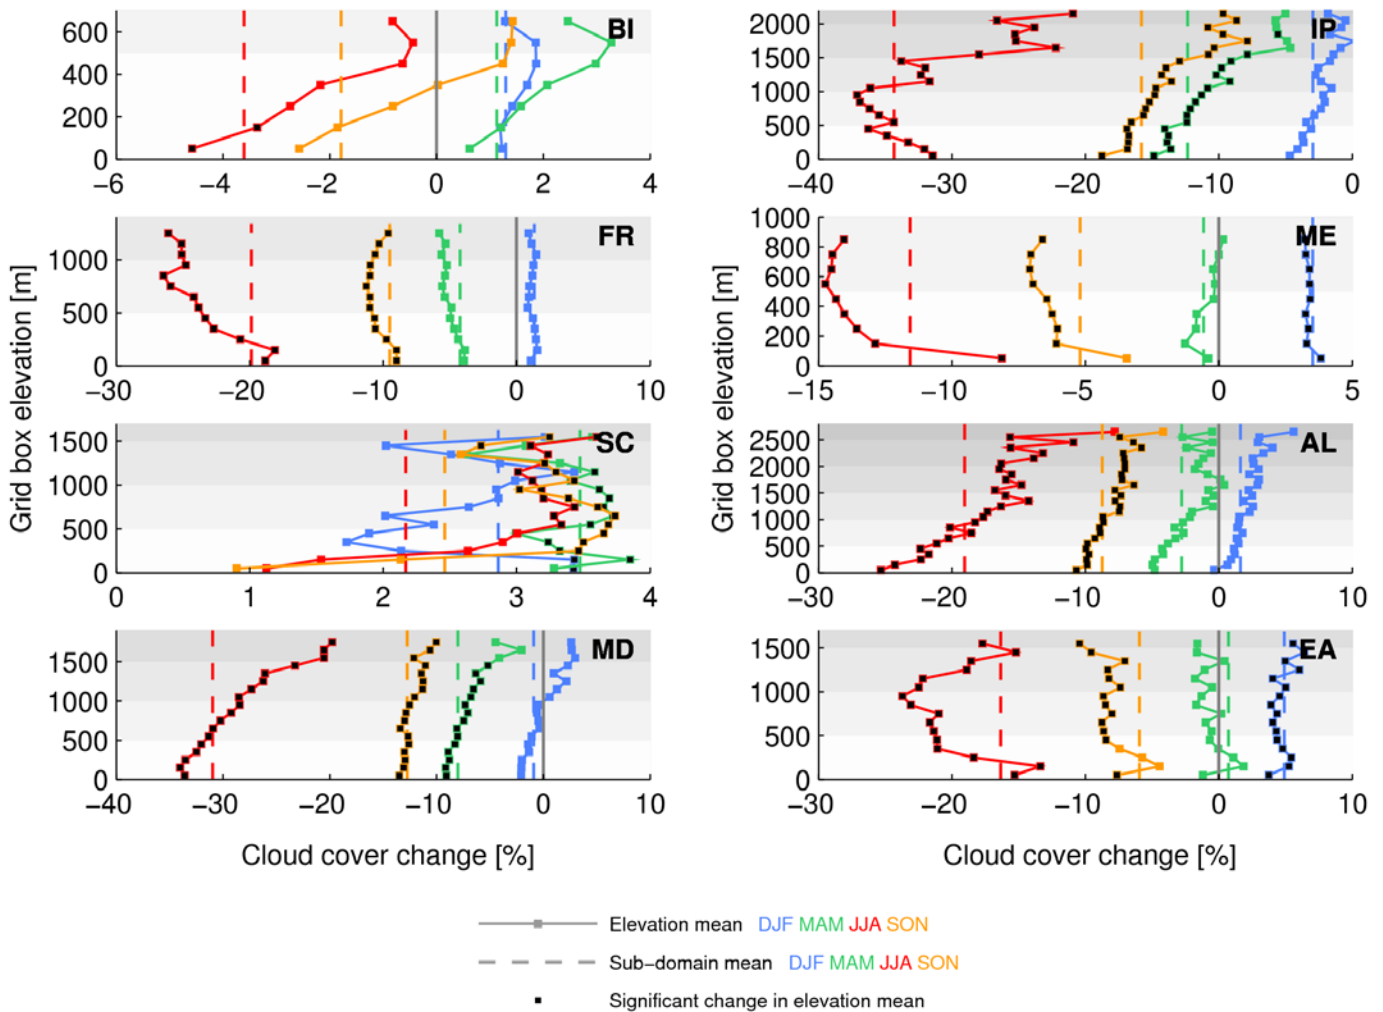 BI
600
400
200
0
−6 −4 −2 0 2 4
IP
2000
1500
1000
500
0
−40 −30 −20 −10 0
FR
1000
500
0
−30 −20 −10 0 10
ME
1000
800
600
400
200
0
−15 −10 −5 0 5
SC
1500
1000
500
0
0 1 2 3 4
AL
2500
2000
1500
1000
500
0
−30 −20 −10 0 10
MD
1500
1000
500
0
−40 −30 −20 −10 0 10
EA
1500
1000
500
0
−30 −20 −10 0 10
Grid box elevation [m]
Grid box elevation [m]
Cloud cover change [%]
Cloud cover change [%]
Elevation mean DJF MAM JJA SON
Sub−domain mean DJF MAM JJA SON
Significant change in elevation mean